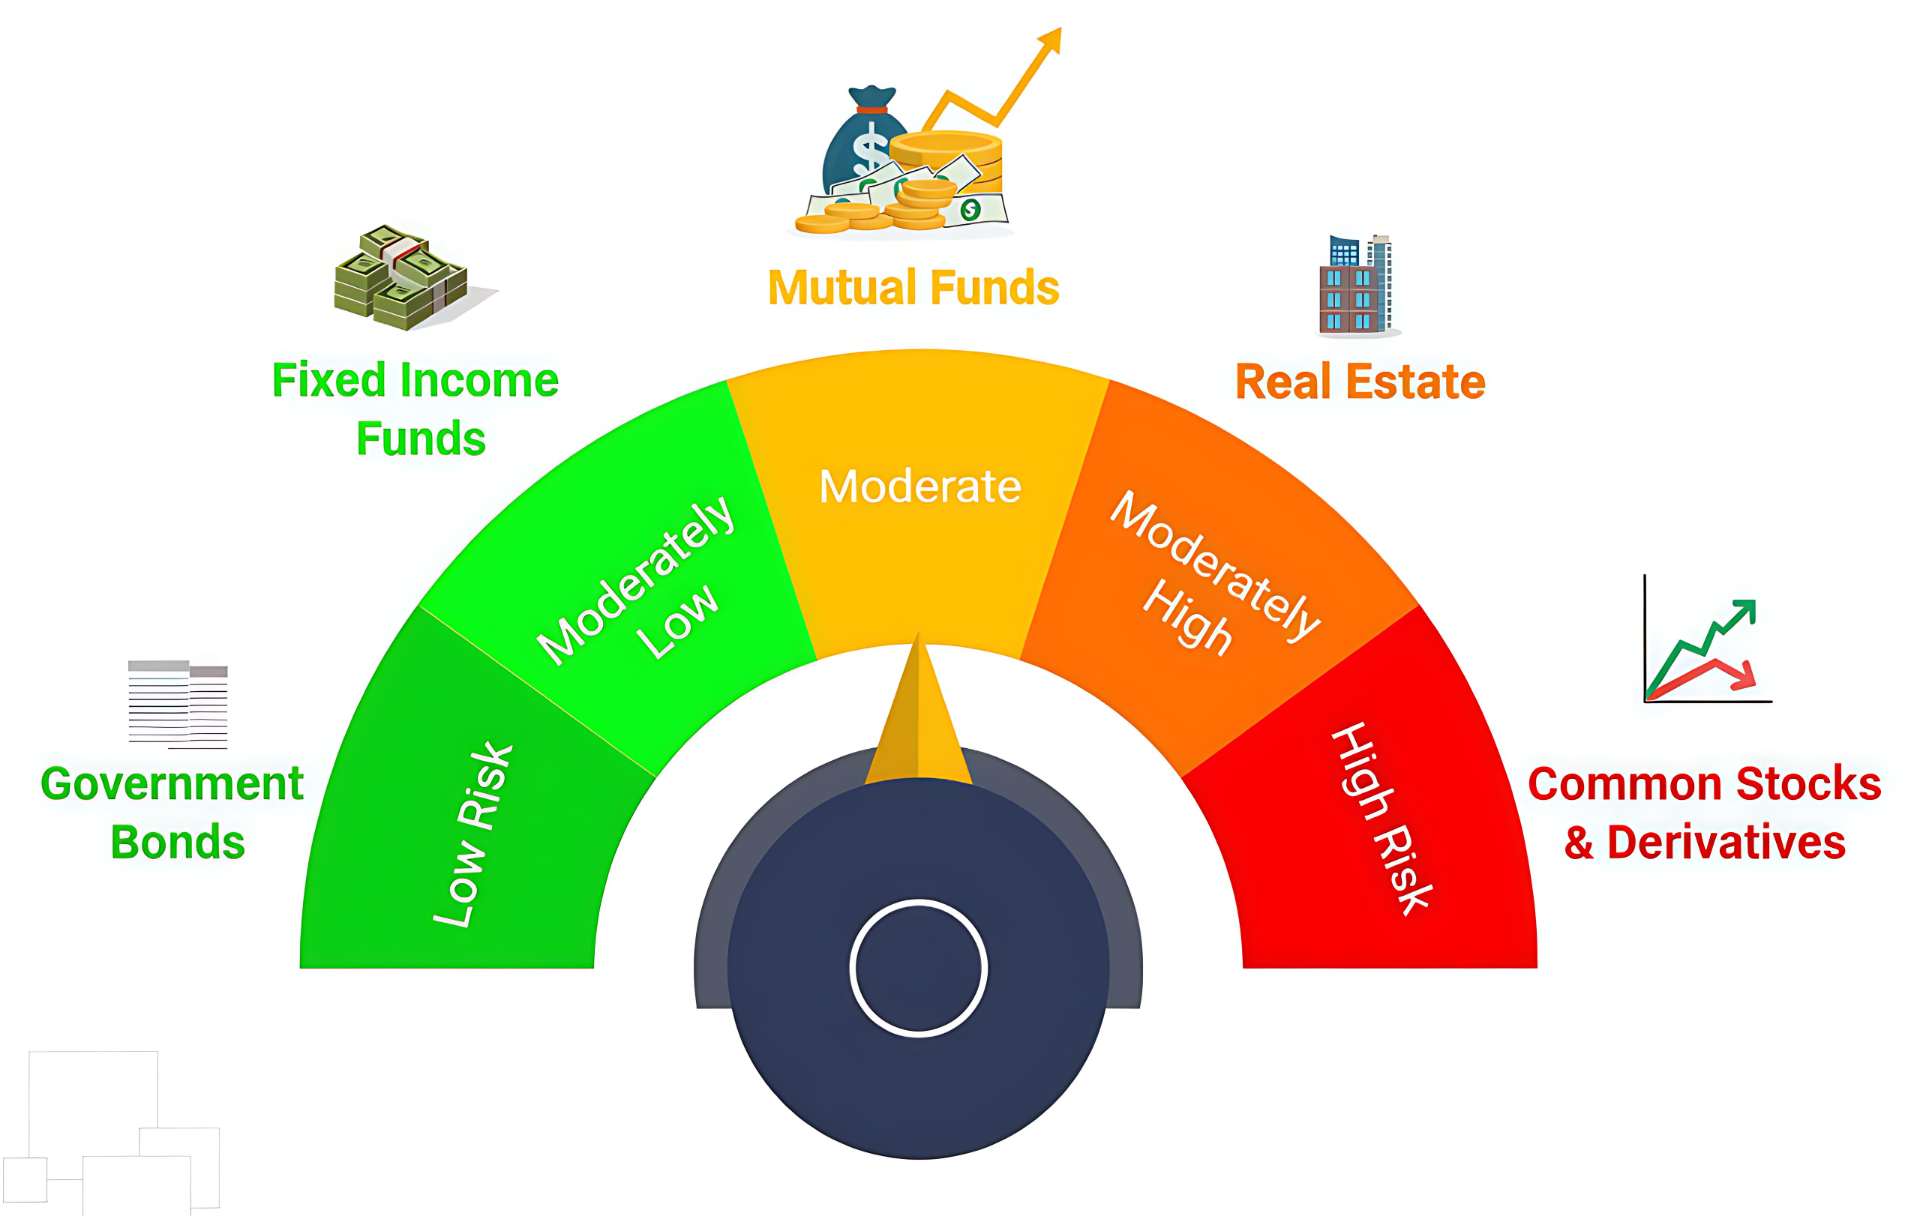 Mutual Funds
Fixed Income
Funds
Real Estate
Moderate
Moderately
Low
Moderately
High
Government
Bonds
Low Risk
High Risk
Common Stocks
& Derivatives
$
$